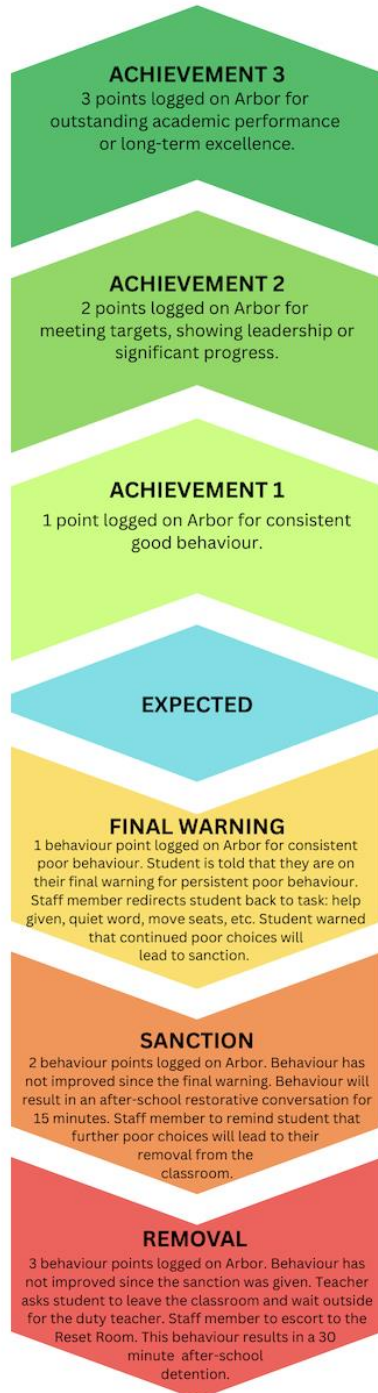 ACHIEVEMENT 3
3 points logged on Arbor for
outstanding academic performance
or long-term excellence.
ACHIEVEMENT 2
2 points logged on Arbor for
meeting targets, showing leadership or
significant progress.
ACHIEVEMENT 1
1 point logged on Arbor for consistent
good behaviour.
EXPECTED
FINAL WARNING
1 behaviour point logged on Arbor for consistent
poor behaviour. Student is told that they are on
their final warning for persistent poor behaviour.
Staff member redirects student back to task: help
given, quiet word, move seats, etc. Student warned
that continued poor choices will
lead to sanction.
SANCTION
2 behaviour points logged on Arbor. Behaviour has
not improved since the final warning. Behaviour will
result in an after-school restorative conversation for
15 minutes. Staff member to remind student that
further poor choices will lead to their
removal from the
classroom.
REMOVAL
3 behaviour points logged on Arbor. Behaviour has
not improved since the sanction was given. Teacher
asks student to leave the classroom and wait outside
for the duty teacher. Staff member to escort to the
Reset Room. This behaviour results in a 30
minute after-school
detention.